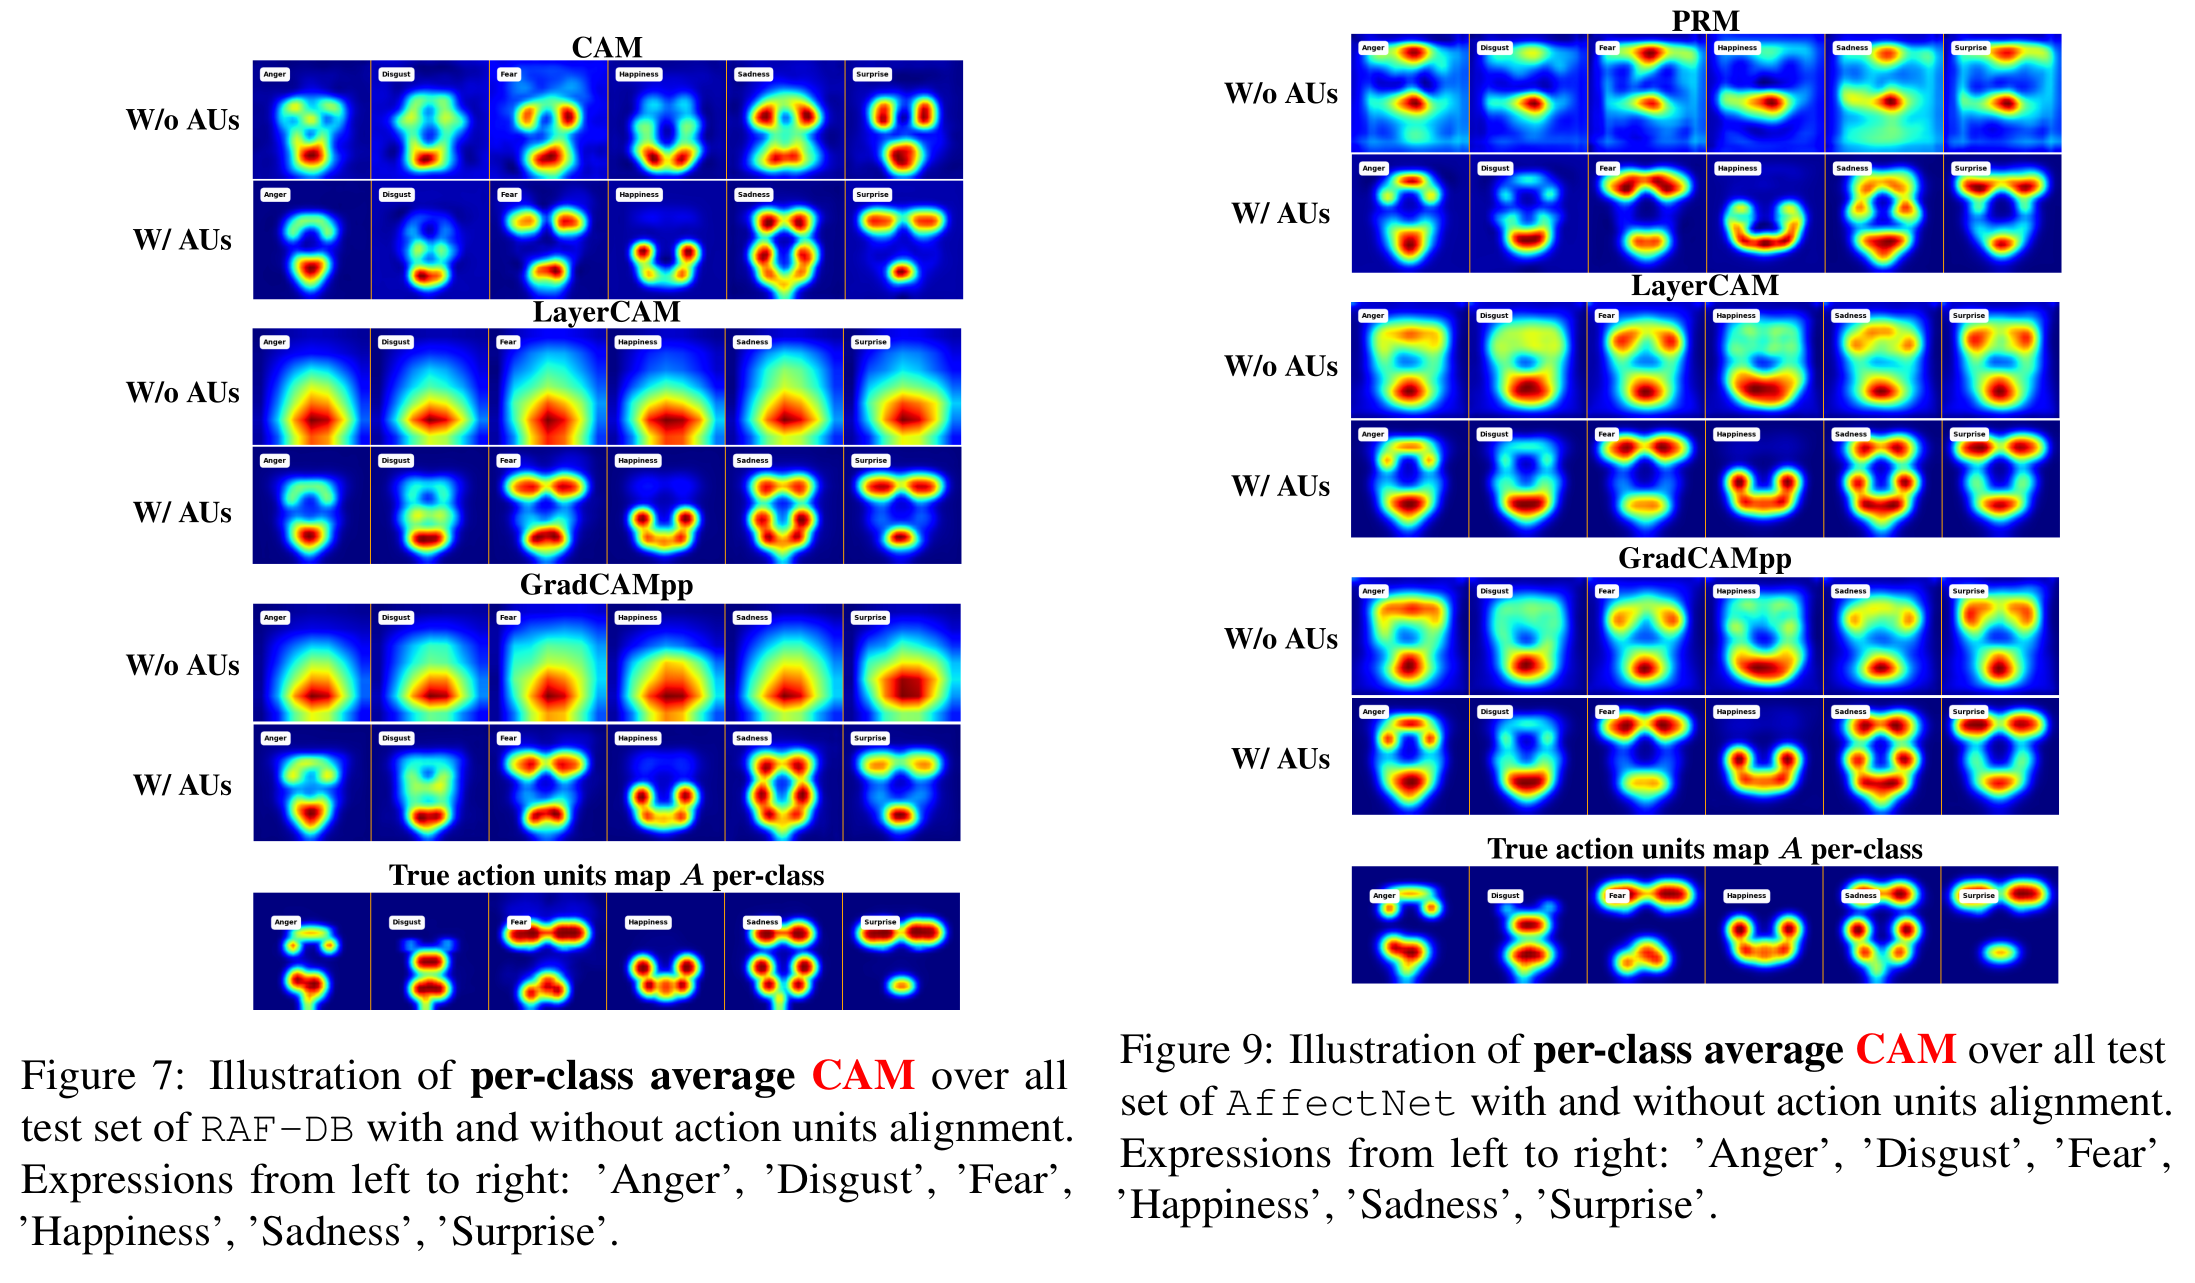 CAM
W/o AUs
Anger Disgust Fear Happiness Sadness Surprise
W/ AUs
Anger Disgust Fear Happiness Sadness Surprise
LayerCAM
W/o AUs
Anger Disgust Fear Happiness Sadness Surprise
W/ AUs
Anger Disgust Fear Happiness Sadness Surprise
GradCAMpp
W/o AUs
Anger Disgust Fear Happiness Sadness Surprise
W/ AUs
Anger Disgust Fear Happiness Sadness Surprise
True action units map A per-class
Anger Disgust Fear Happiness Sadness Surprise
Figure 7: Illustration of per-class average CAM over all
test set of RAF-DB with and without action units alignment.
Expressions from left to right: ’Anger’, ’Disgust’, ’Fear’,
’Happiness’, ’Sadness’, ’Surprise’.
PRM
W/o AUs
Anger Disgust Fear Happiness Sadness Surprise
W/ AUs
Anger Disgust Fear Happiness Sadness Surprise
LayerCAM
W/o AUs
Anger Disgust Fear Happiness Sadness Surprise
W/ AUs
Anger Disgust Fear Happiness Sadness Surprise
GradCAMpp
W/o AUs
Anger Disgust Fear Happiness Sadness Surprise
W/ AUs
Anger Disgust Fear Happiness Sadness Surprise
True action units map A per-class
Anger Disgust Fear Happiness Sadness Surprise
Figure 9: Illustration of per-class average CAM over all test
set of AffectNet with and without action units alignment.
Expressions from left to right: ’Anger’, ’Disgust’, ’Fear’,
’Happiness’, ’Sadness’, ’Surprise’.